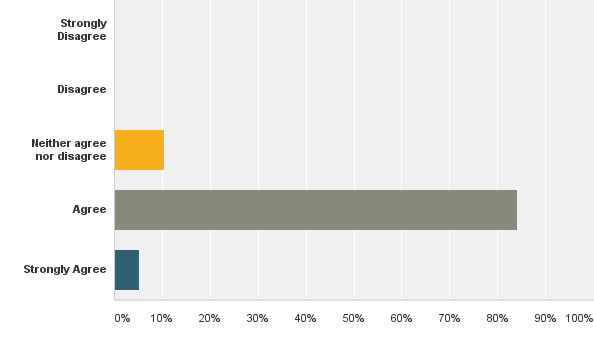 Strongly
Disagree
Disagree
Neither agree
nor disagree
Agree
Strongly Agree
0% 10% 20% 30% 40% 50% 60% 70% 80% 90% 100%